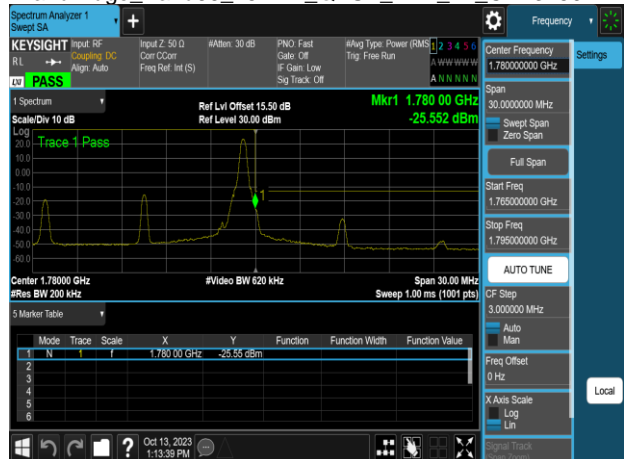 Spectrum Analyzer 1
Swept SA
Frequency
KEYSIGHT
Input: RF
Input Z: 50 Ω
#Atten: 30 dB
PNO: Fast
#Avg Type: Power (RMS
1 2 3 4 5 6
RL
Coupling: DC
Corr CCorr
Gate: Off
Trig: Free Run
A W W W W W
Align: Auto
Freq Ref: Int (S)
IF Gain: Low
LXI
PASS
Sig Track: Off
A N N N N N
1 Spectrum
Ref Lvl Offset 15.50 dB
Mkr1 1.780 00 GHz
Scale/Div 10 dB
Ref Level 30.00 dBm
-25.552 dBm
Log
Trace 1 Pass
20.0
10.0
0.00
-10.0
1
-20.0
-30.0
-40.0
-50.0
-60.0
Center 1.78000 GHz
#Video BW 620 kHz
Span 30.00 MHz
#Res BW 200 kHz
Sweep 1.00 ms (1001 pts)
5 Marker Table
Mode Trace Scale X Y Function Function Width Function Value
1 N 1 f 1.780 00 GHz -25.55 dBm
2
3
4
5
6
?
Oct 13, 2023
1:13:39 PM
Center Frequency
1.780000000 GHz
Settings
Span
30.0000000 MHz
Swept Span
Zero Span
Full Span
Start Freq
1.765000000 GHz
Stop Freq
1.795000000 GHz
AUTO TUNE
CF Step
3.000000 MHz
Auto
Man
Freq Offset
0 Hz
Local
X Axis Scale
Log
Lin
Signal Track
(Span Zoom)